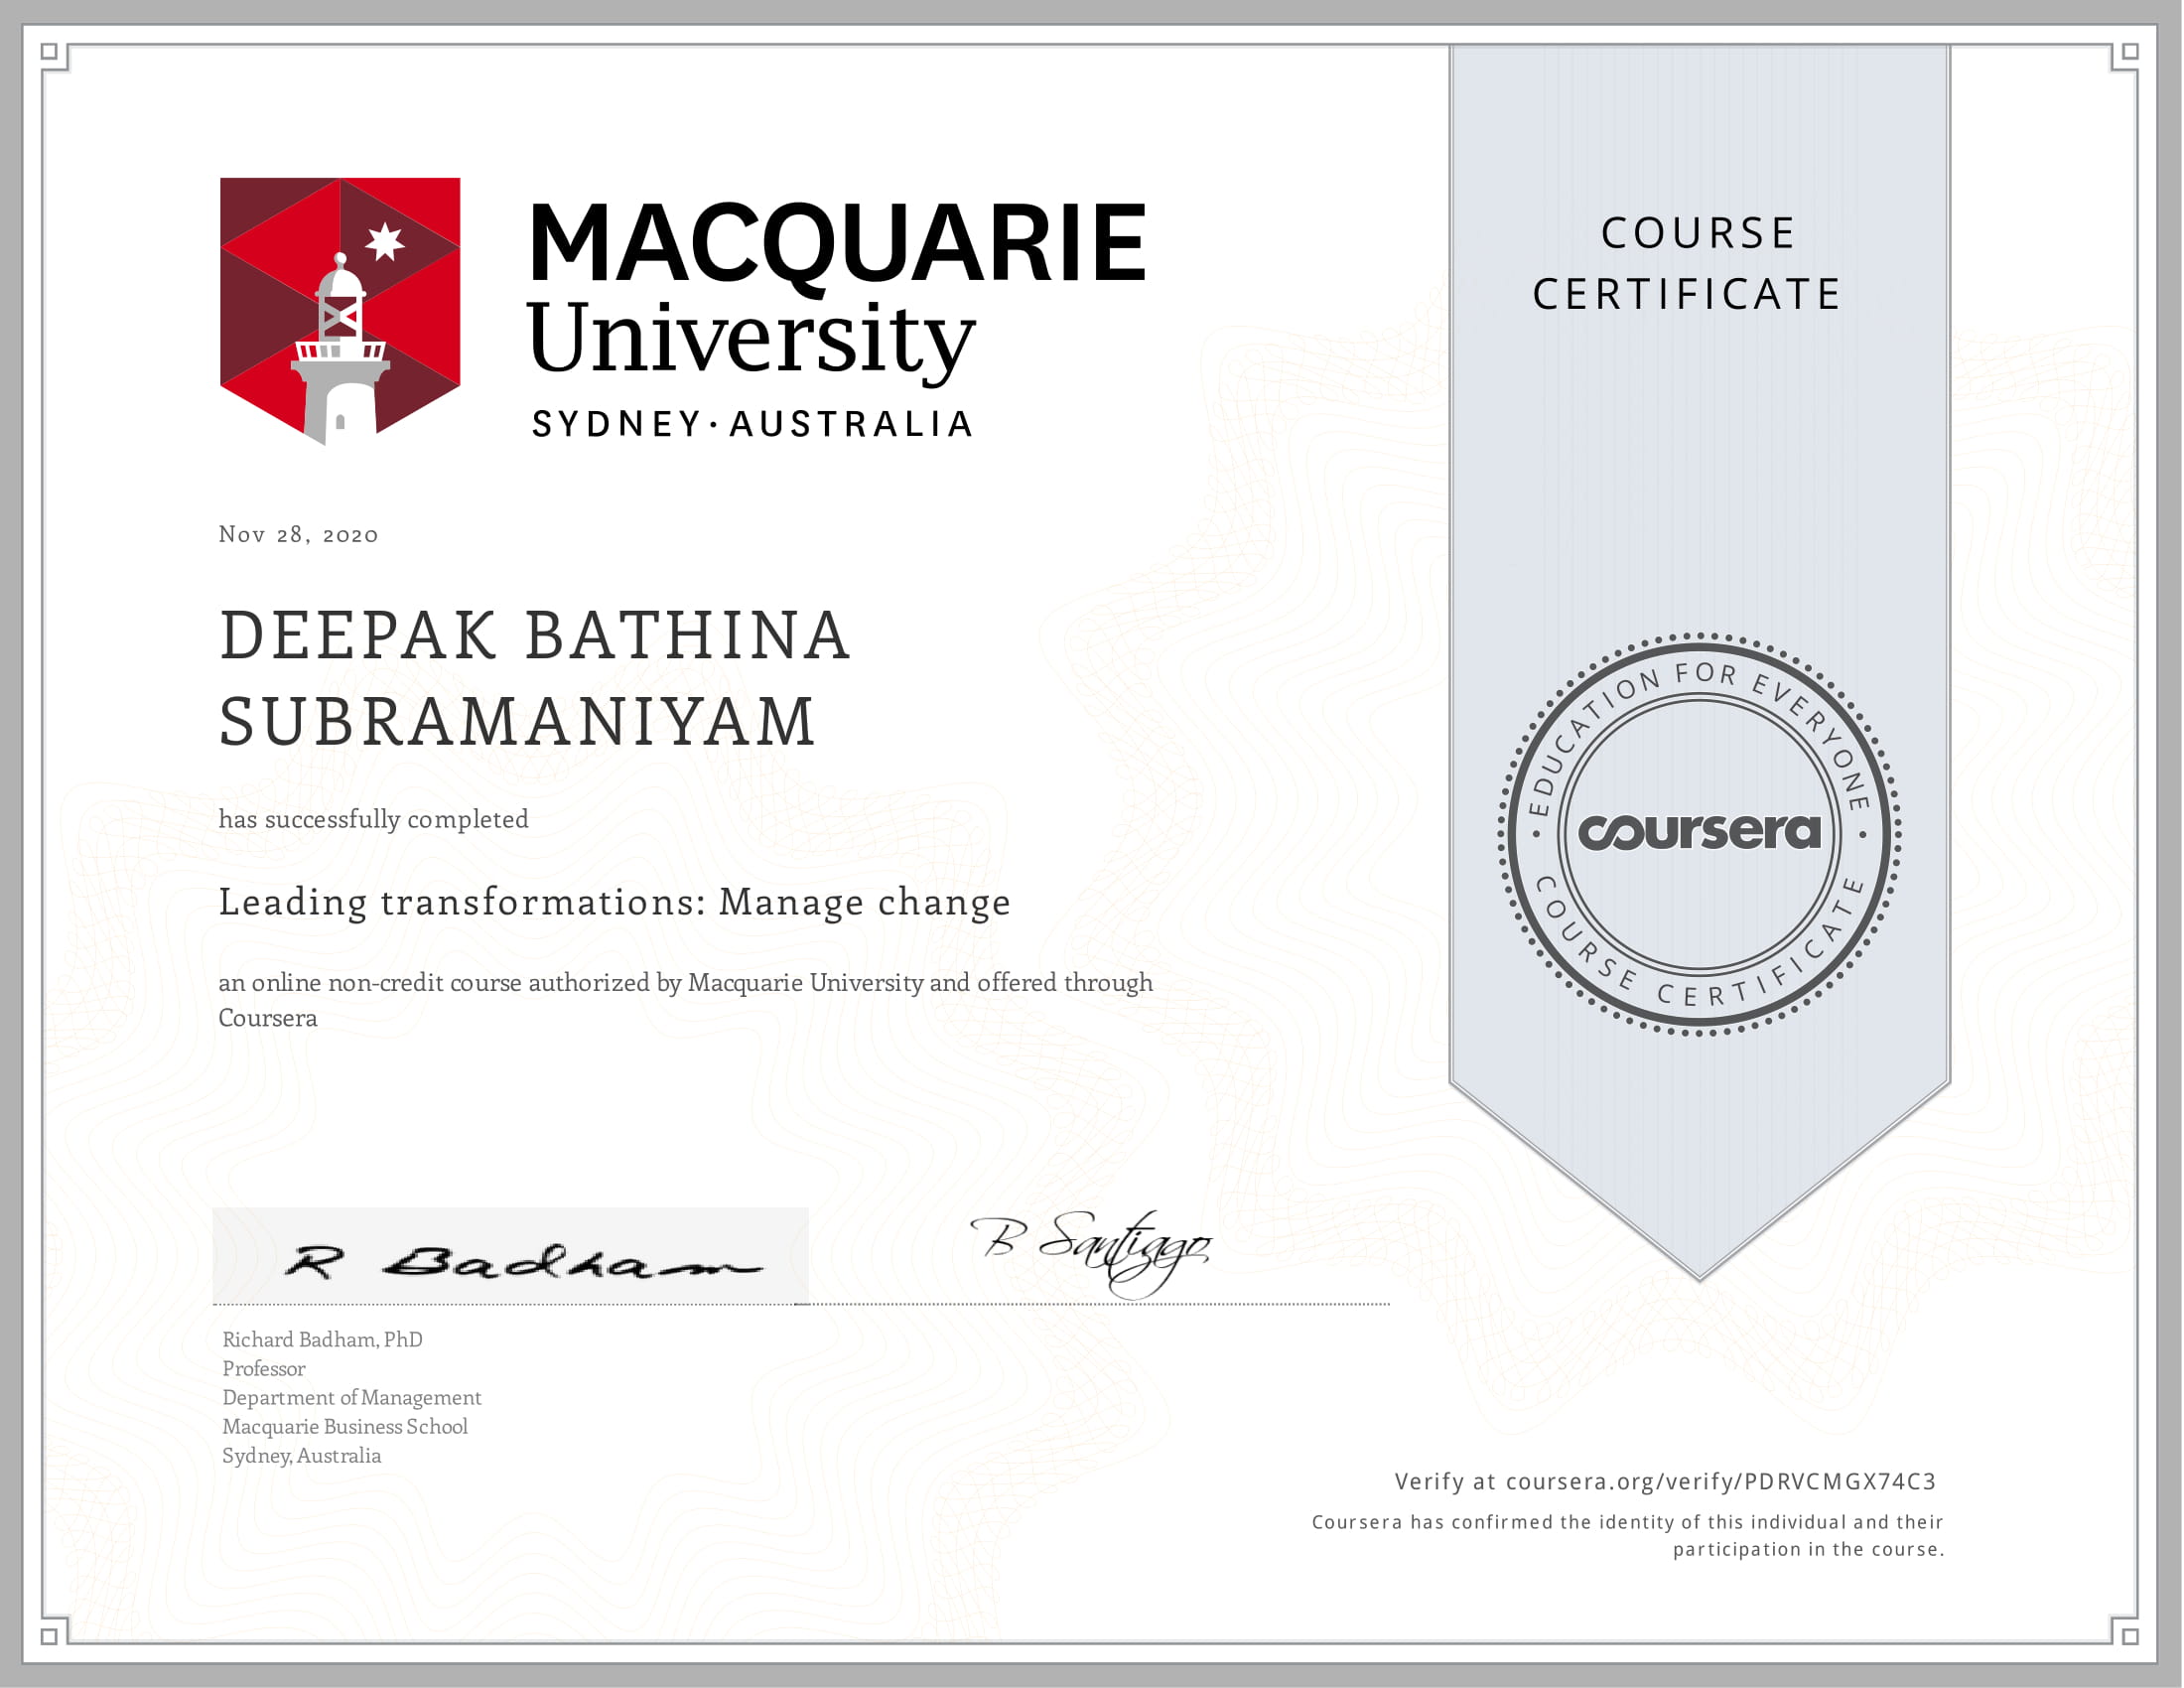 MACQUARIE
University
SYDNEY·AUSTRALIA
COURSE
CERTIFICATE
Nov 28, 2020
DEEPAK BATHINA
SUBRAMANIYAM
has successfully completed
Leading transformations: Manage change
an online non-credit course authorized by Macquarie University and offered through
Coursera
• EDUCATION FOR EVERYONE •
coursera
COURSE CERTIFICATE
R Badham
B Santiago
Richard Badham, PhD
Professor
Department of Management
Macquarie Business School
Sydney, Australia
Verify at coursera.org/verify/PDRVCMGX74C3
Coursera has confirmed the identity of this individual and their
participation in the course.